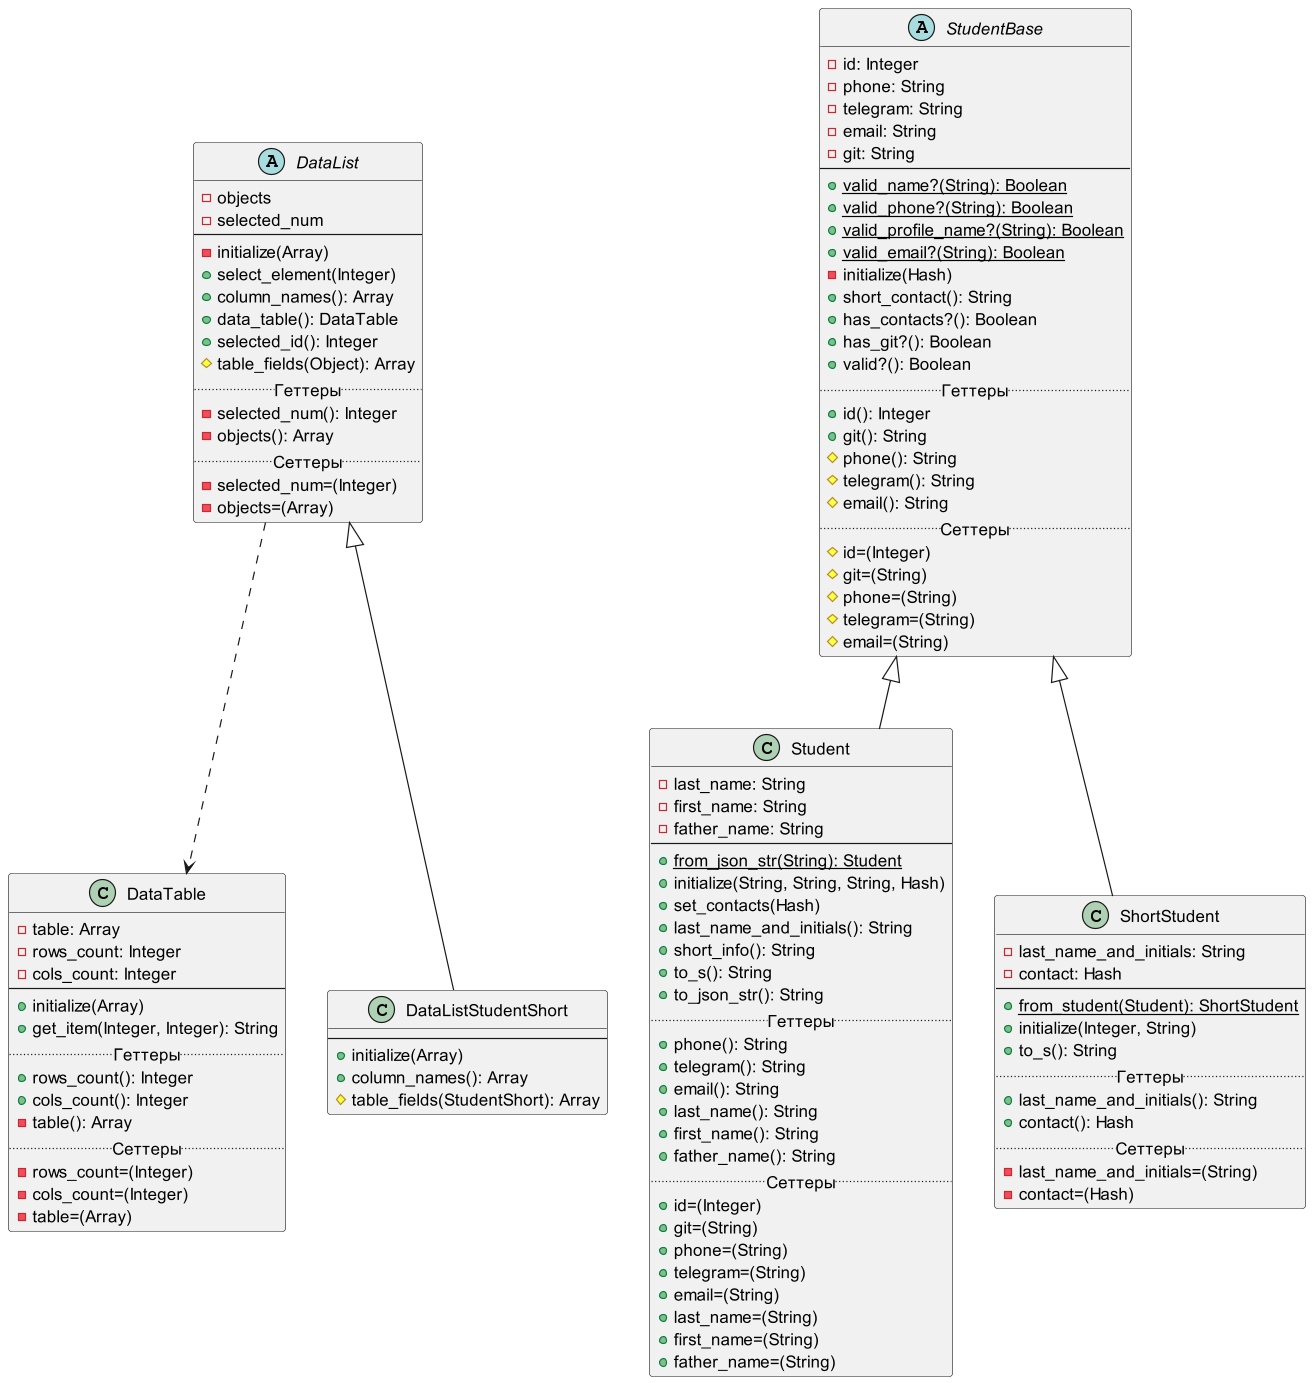 A StudentBase
id: Integer
phone: String
telegram: String
email: String
git: String
valid_name?(String): Boolean
valid_phone?(String): Boolean
valid_profile_name?(String): Boolean
valid_email?(String): Boolean
initialize(Hash)
short_contact(): String
has_contacts?(): Boolean
has_git?(): Boolean
valid?(): Boolean
Геттеры
id(): Integer
git(): String
phone(): String
telegram(): String
email(): String
Сеттеры
id=(Integer)
git=(String)
phone=(String)
telegram=(String)
email=(String)
A DataList
objects
selected_num
initialize(Array)
select_element(Integer)
column_names(): Array
data_table(): DataTable
selected_id(): Integer
table_fields(Object): Array
Геттеры
selected_num(): Integer
objects(): Array
Сеттеры
selected_num=(Integer)
objects=(Array)
C Student
last_name: String
first_name: String
father_name: String
from_json_str(String): Student
initialize(String, String, String, Hash)
set_contacts(Hash)
last_name_and_initials(): String
short_info(): String
to_s(): String
to_json_str(): String
Геттеры
phone(): String
telegram(): String
email(): String
last_name(): String
first_name(): String
father_name(): String
Сеттеры
id=(Integer)
git=(String)
phone=(String)
telegram=(String)
email=(String)
last_name=(String)
first_name=(String)
father_name=(String)
C DataTable
table: Array
rows_count: Integer
cols_count: Integer
initialize(Array)
get_item(Integer, Integer): String
Геттеры
rows_count(): Integer
cols_count(): Integer
table(): Array
Сеттеры
rows_count=(Integer)
cols_count=(Integer)
table=(Array)
C DataListStudentShort
initialize(Array)
column_names(): Array
table_fields(StudentShort): Array
C ShortStudent
last_name_and_initials: String
contact: Hash
from_student(Student): ShortStudent
initialize(Integer, String)
to_s(): String
Геттеры
last_name_and_initials(): String
contact(): Hash
Сеттеры
last_name_and_initials=(String)
contact=(Hash)